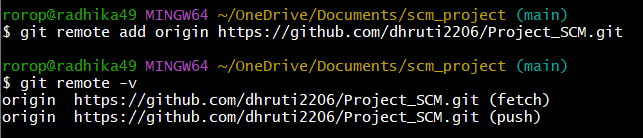 rorop@radhika49 MINGW64 ~/OneDrive/Documents/scm_project (main)
$ git remote add origin https://github.com/dhruti2206/Project_SCM.git
rorop@radhika49 MINGW64 ~/OneDrive/Documents/scm_project (main)
$ git remote -v
origin  https://github.com/dhruti2206/Project_SCM.git (fetch)
origin  https://github.com/dhruti2206/Project_SCM.git (push)